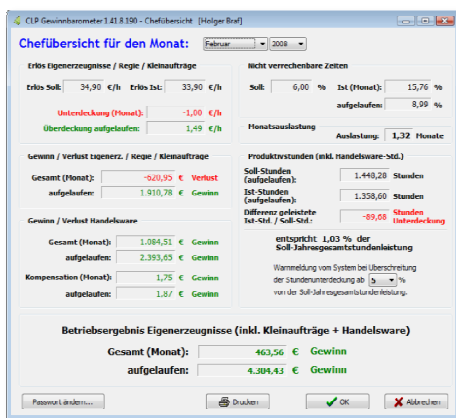 CLP Gewinnbarometer 1.41.8.190 - Chefübersicht [Holger Braf]
Chefübersicht für den Monat: Februar 2008
Erlös Eigenerzeugnisse / Regie / Kleinaufträge
Erlös Soll: 34,90 €/h Erlös Ist: 33,90 €/h
Unterdeckung (Monat): -1,00 €/h
Überdeckung aufgelaufen: 1,49 €/h
Nicht verrechenbare Zeiten
Soll: 6,00 % Ist (Monat): 15,76 %
aufgelaufen: 8,99 %
Monatsauslastung
Auslastung: 1,32 Monate
Gewinn / Verlust Eigenerz. / Regie / Kleinaufträge
Gesamt (Monat): -620,95 € Verlust
aufgelaufen: 1.910,78 € Gewinn
Produktivstunden (inkl. Handelsware-Std.)
Soll-Stunden
(aufgelaufen): 1.448,28 Stunden
Ist-Stunden
(aufgelaufen): 1.358,60 Stunden
Differenz geleistete
Ist-Std. / Soll-Std.: -89,68 Stunden
Unterdeckung
entspricht 1,03 % der
Soll-Jahresgesamtstundenleistung
Warnmeldung vom System bei Überschreitung
der Stundenunterdeckung ab 5 %
von der Soll-Jahresgesamtstundenleistung.
Gewinn / Verlust Handelsware
Gesamt (Monat): 1.084,51 € Gewinn
aufgelaufen: 2.393,65 € Gewinn
Kompensation (Monat): 1,75 € Gewinn
aufgelaufen: 1,87 € Gewinn
Betriebsergebnis Eigenerzeugnisse (inkl. Kleinaufträge + Handelsware)
Gesamt (Monat): 463,56 € Gewinn
aufgelaufen: 4.304,43 € Gewinn
Passwort ändern... Drucken OK Abbrechen